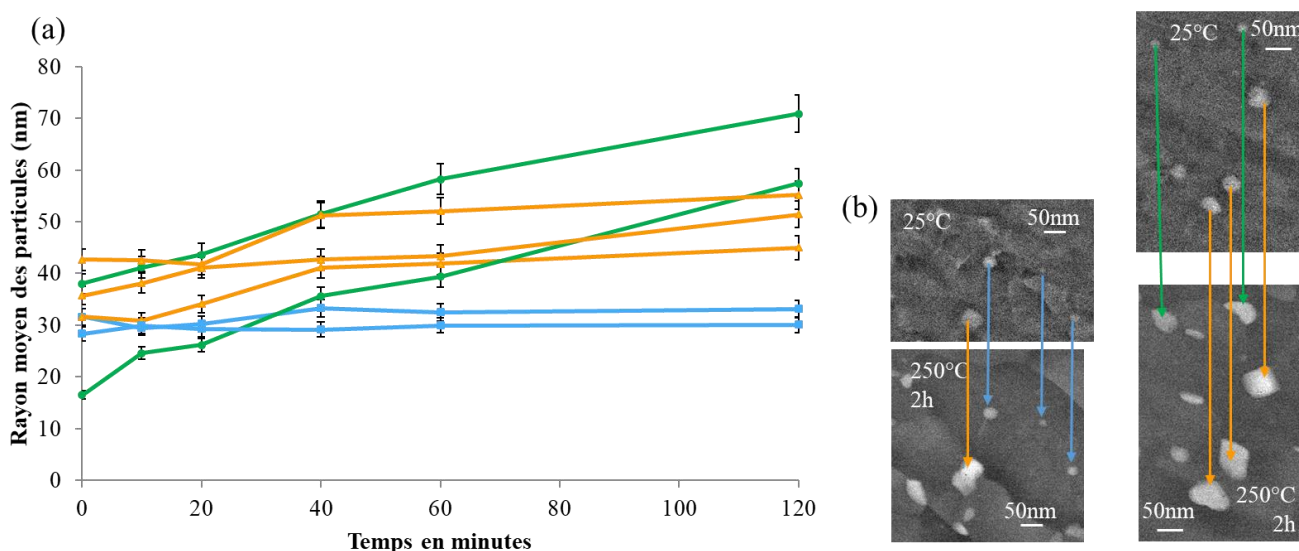 (a)
80
70
60
50
40
30
20
10
0
Rayon moyen des particules (nm)
0 20 40 60 80 100 120
Temps en minutes
(b)
25°C 50nm
250°C
2h
50nm
25°C 50nm
250°C
2h
50nm